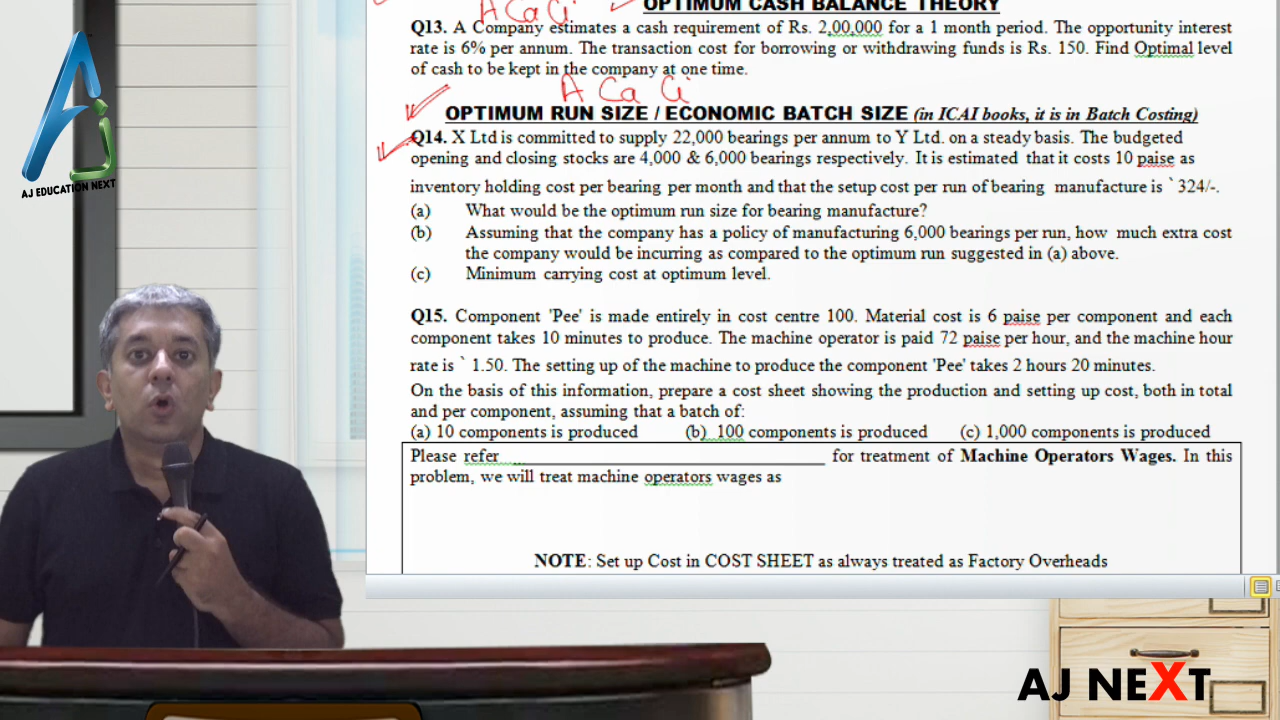 OPTIMUM CASH BALANCE THEORY
A Ca Ci
Q13. A Company estimates a cash requirement of Rs. 2,00,000 for a 1 month period. The opportunity interest
rate is 6% per annum. The transaction cost for borrowing or withdrawing funds is Rs. 150. Find Optimal level
of cash to be kept in the company at one time.
A Ca Ci
OPTIMUM RUN SIZE / ECONOMIC BATCH SIZE (in ICAI books, it is in Batch Costing)
Q14. X Ltd is committed to supply 22,000 bearings per annum to Y Ltd. on a steady basis. The budgeted
opening and closing stocks are 4,000 & 6,000 bearings respectively. It is estimated that it costs 10 paise as
inventory holding cost per bearing per month and that the setup cost per run of bearing manufacture is ` 324/-.
(a) What would be the optimum run size for bearing manufacture?
(b) Assuming that the company has a policy of manufacturing 6,000 bearings per run, how much extra cost
the company would be incurring as compared to the optimum run suggested in (a) above.
(c) Minimum carrying cost at optimum level.
Q15. Component 'Pee' is made entirely in cost centre 100. Material cost is 6 paise per component and each
component takes 10 minutes to produce. The machine operator is paid 72 paise per hour, and the machine hour
rate is ` 1.50. The setting up of the machine to produce the component 'Pee' takes 2 hours 20 minutes.
On the basis of this information, prepare a cost sheet showing the production and setting up cost, both in total
and per component, assuming that a batch of:
(a) 10 components is produced (b) 100 components is produced (c) 1,000 components is produced
Please refer ______________________________ for treatment of Machine Operators Wages. In this
problem, we will treat machine operators wages as
NOTE: Set up Cost in COST SHEET as always treated as Factory Overheads
AJ EDUCATION NEXT
AJ NEXT